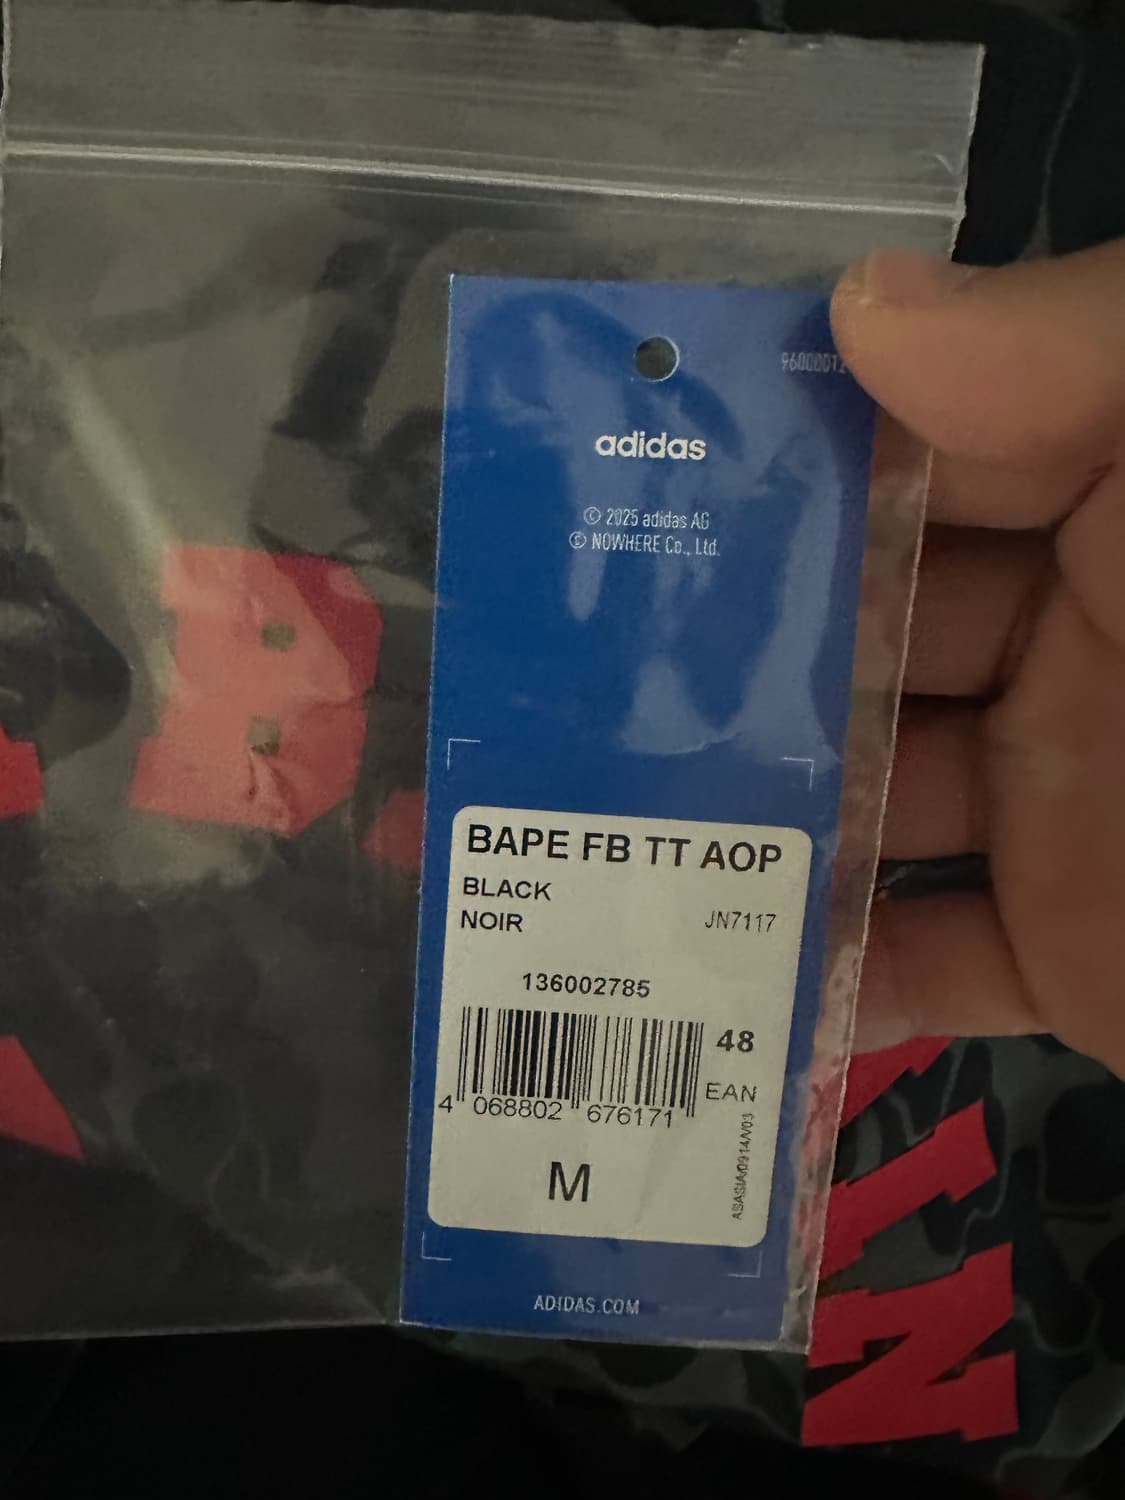 adidas
© 2025 adidas AG
© NOWHERE Co., Ltd.
BAPE FB TT AOP
BLACK
NOIR
JN7117
136002785
48
EAN
4 068802 676171
M
ADIDAS.COM
B
N